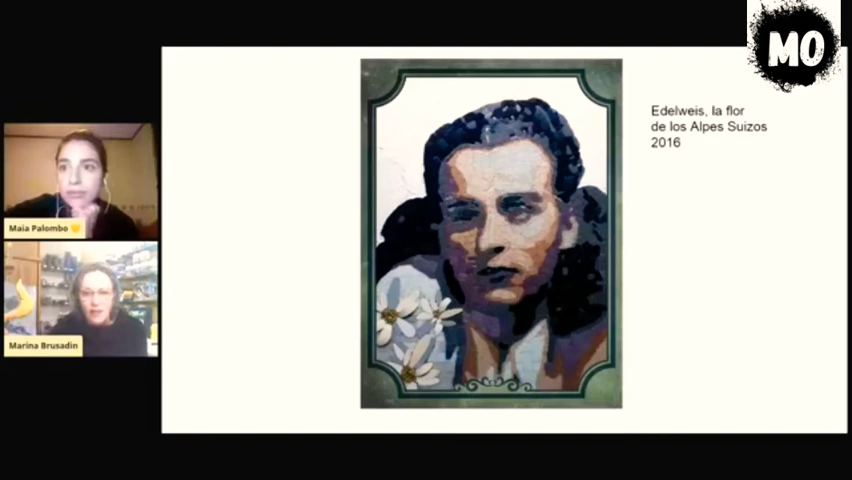 MO
Edelweis, la flor
de los Alpes Suizos
2016
Maia Palombo 💛
Marina Brusadin